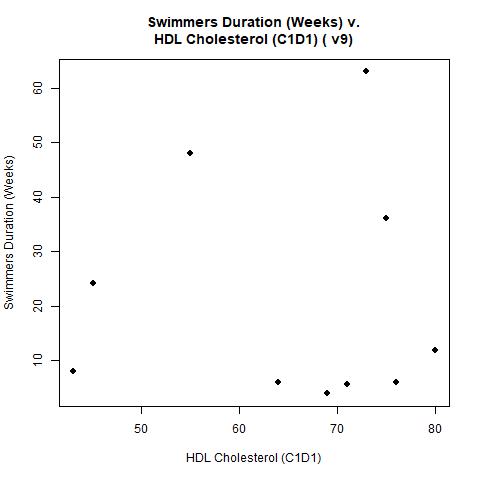 Swimmers Duration (Weeks) v.
HDL Cholesterol (C1D1) ( v9)
Swimmers Duration (Weeks)
60
50
40
30
20
10
50 60 70 80
HDL Cholesterol (C1D1)